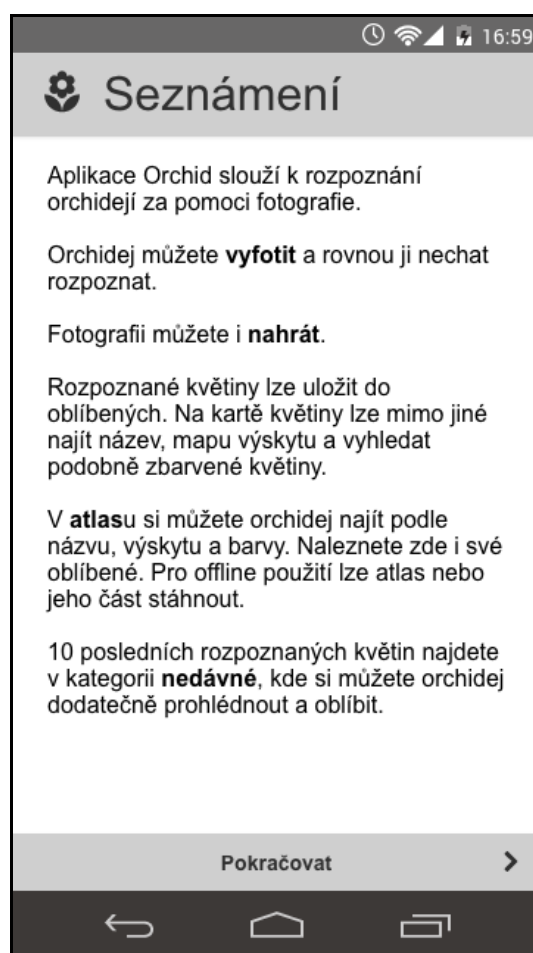 16:59
Seznámení
Aplikace Orchid slouží k rozpoznání
orchidejí za pomoci fotografie.
Orchidej můžete vyfotit a rovnou ji nechat
rozpoznat.
Fotografii můžete i nahrát.
Rozpoznané květiny lze uložit do
oblíbených. Na kartě květiny lze mimo jiné
najít název, mapu výskytu a vyhledat
podobně zbarvené květiny.
V atlasu si můžete orchidej najít podle
názvu, výskytu a barvy. Naleznete zde i své
oblíbené. Pro offline použití lze atlas nebo
jeho část stáhnout.
10 posledních rozpoznaných květin najdete
v kategorii nedávné, kde si můžete orchidej
dodatečně prohlédnout a oblíbit.
Pokračovat